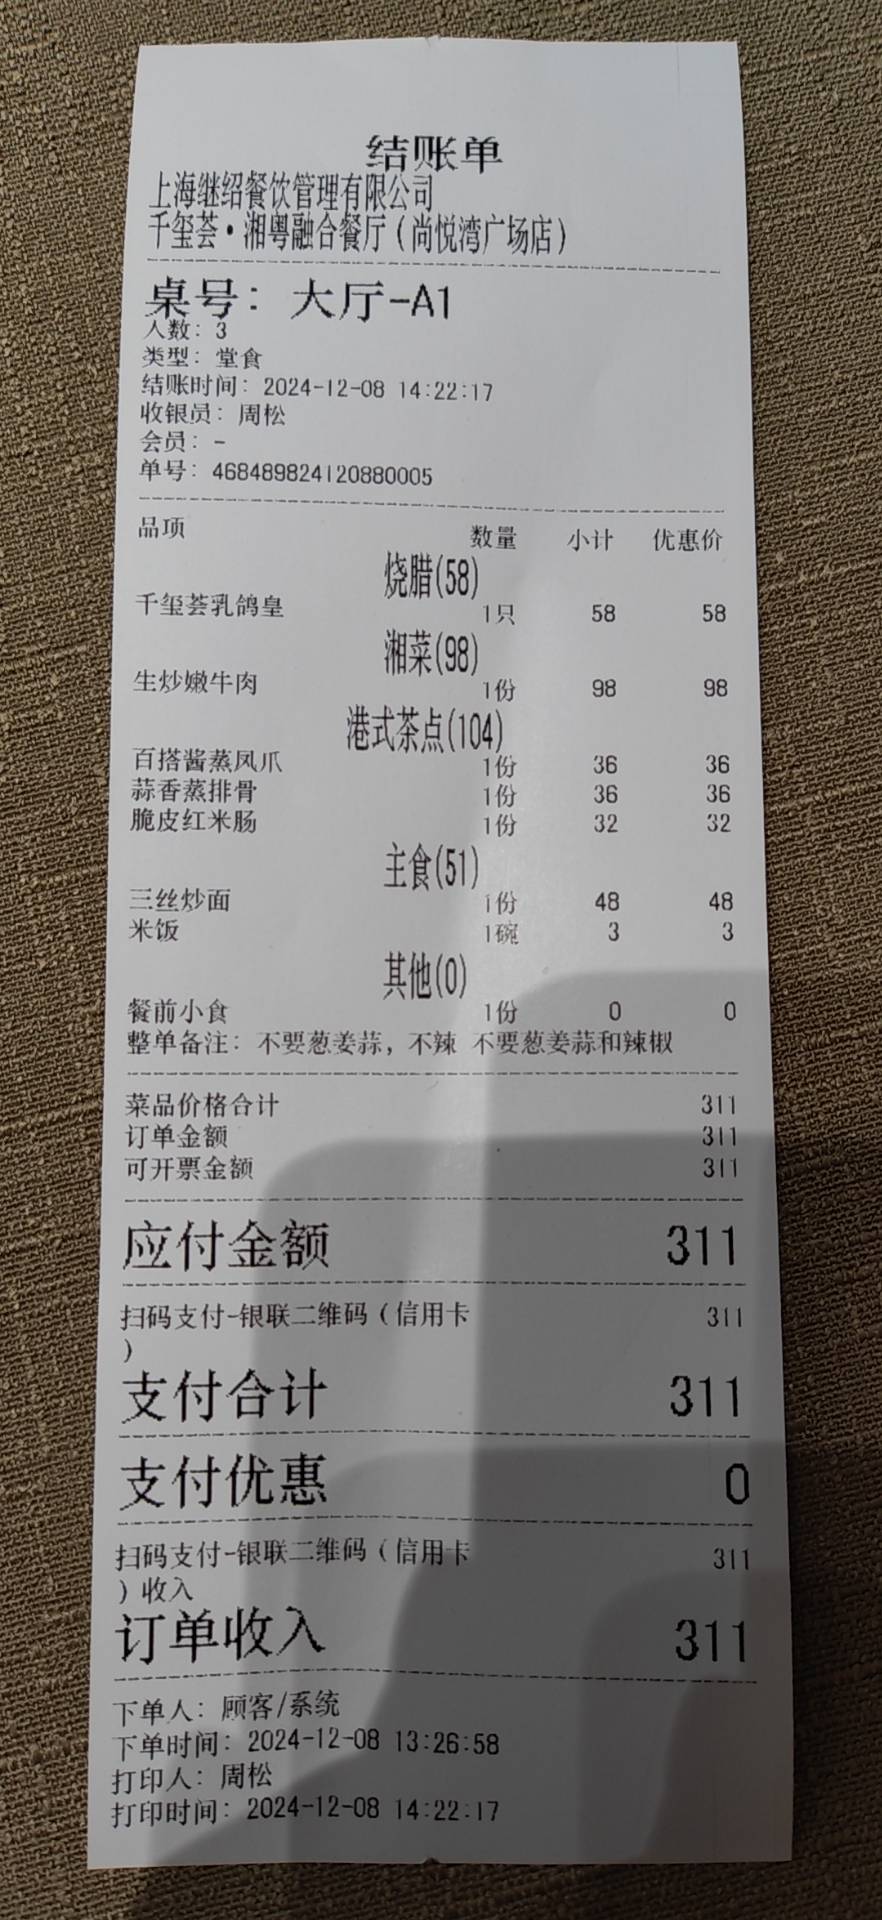 结账单
上海继绍餐饮管理有限公司
千玺荟·湘粤融合餐厅(尚悦湾广场店)
桌号: 大厅-A1
人数: 3
类型: 堂食
结账时间: 2024-12-08 14:22:17
收银员: 周松
会员: -
单号: 468489824120880005
品项 数量 小计 优惠价
烧腊(58)
千玺荟乳鸽皇 1只 58 58
湘菜(98)
生炒嫩牛肉 1份 98 98
港式茶点(104)
百搭酱蒸凤爪 1份 36 36
蒜香蒸排骨 1份 36 36
脆皮红米肠 1份 32 32
主食(51)
三丝炒面 1份 48 48
米饭 1碗 3 3
其他(0)
餐前小食 1份 0 0
整单备注: 不要葱姜蒜, 不辣 不要葱姜蒜和辣椒
菜品价格合计 311
订单金额 311
可开票金额 311
应付金额 311
扫码支付-银联二维码(信用卡 311
)
支付合计 311
支付优惠 0
扫码支付-银联二维码(信用卡 311
)收入
订单收入 311
下单人: 顾客/系统
下单时间: 2024-12-08 13:26:58
打印人: 周松
打印时间: 2024-12-08 14:22:17